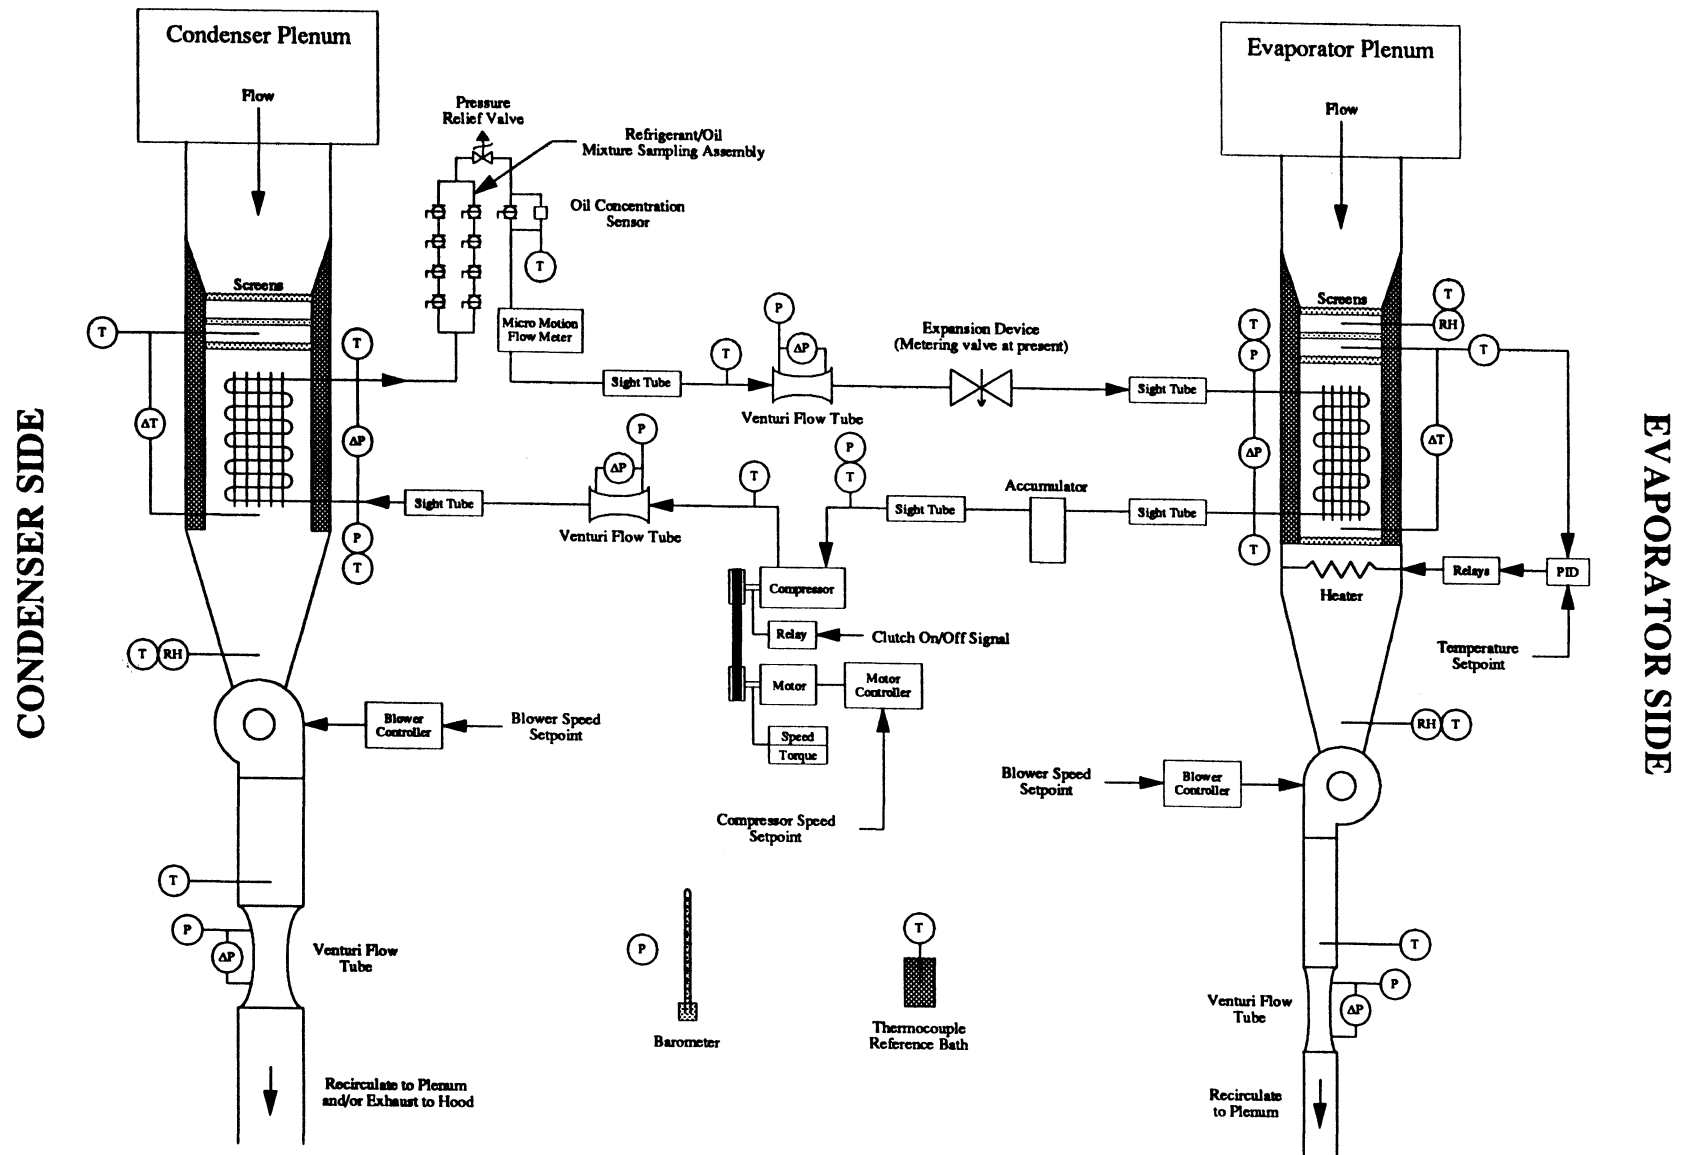 Condenser Plenum
Flow
Evaporator Plenum
Flow
Pressure
Relief Valve
Refrigerant/Oil
Mixture Sampling Assembly
Oil Concentration
Sensor
T
Screens
T
T
ΔT
ΔP
P
T
Micro Motion
Flow Meter
Sight Tube
T
P
ΔP
Venturi Flow Tube
Expansion Device
(Metering valve at present)
Sight Tube
Screens
T
RH
T
P
T
ΔP
ΔT
T
Sight Tube
P
ΔP
Venturi Flow Tube
T
P
T
Sight Tube
Accumulator
Sight Tube
Heater
Relays
PID
Temperature
Setpoint
Compressor
Relay
Clutch On/Off Signal
Motor
Motor
Controller
Speed
Torque
Compressor Speed
Setpoint
T RH
Blower
Controller
Blower Speed
Setpoint
RH T
Blower Speed
Setpoint
Blower
Controller
T
P
ΔP
Venturi Flow
Tube
Recirculate to Plenum
and/or Exhaust to Hood
P
Barometer
T
Thermocouple
Reference Bath
T
P
ΔP
Venturi Flow
Tube
Recirculate
to Plenum
CONDENSER SIDE
EVAPORATOR SIDE